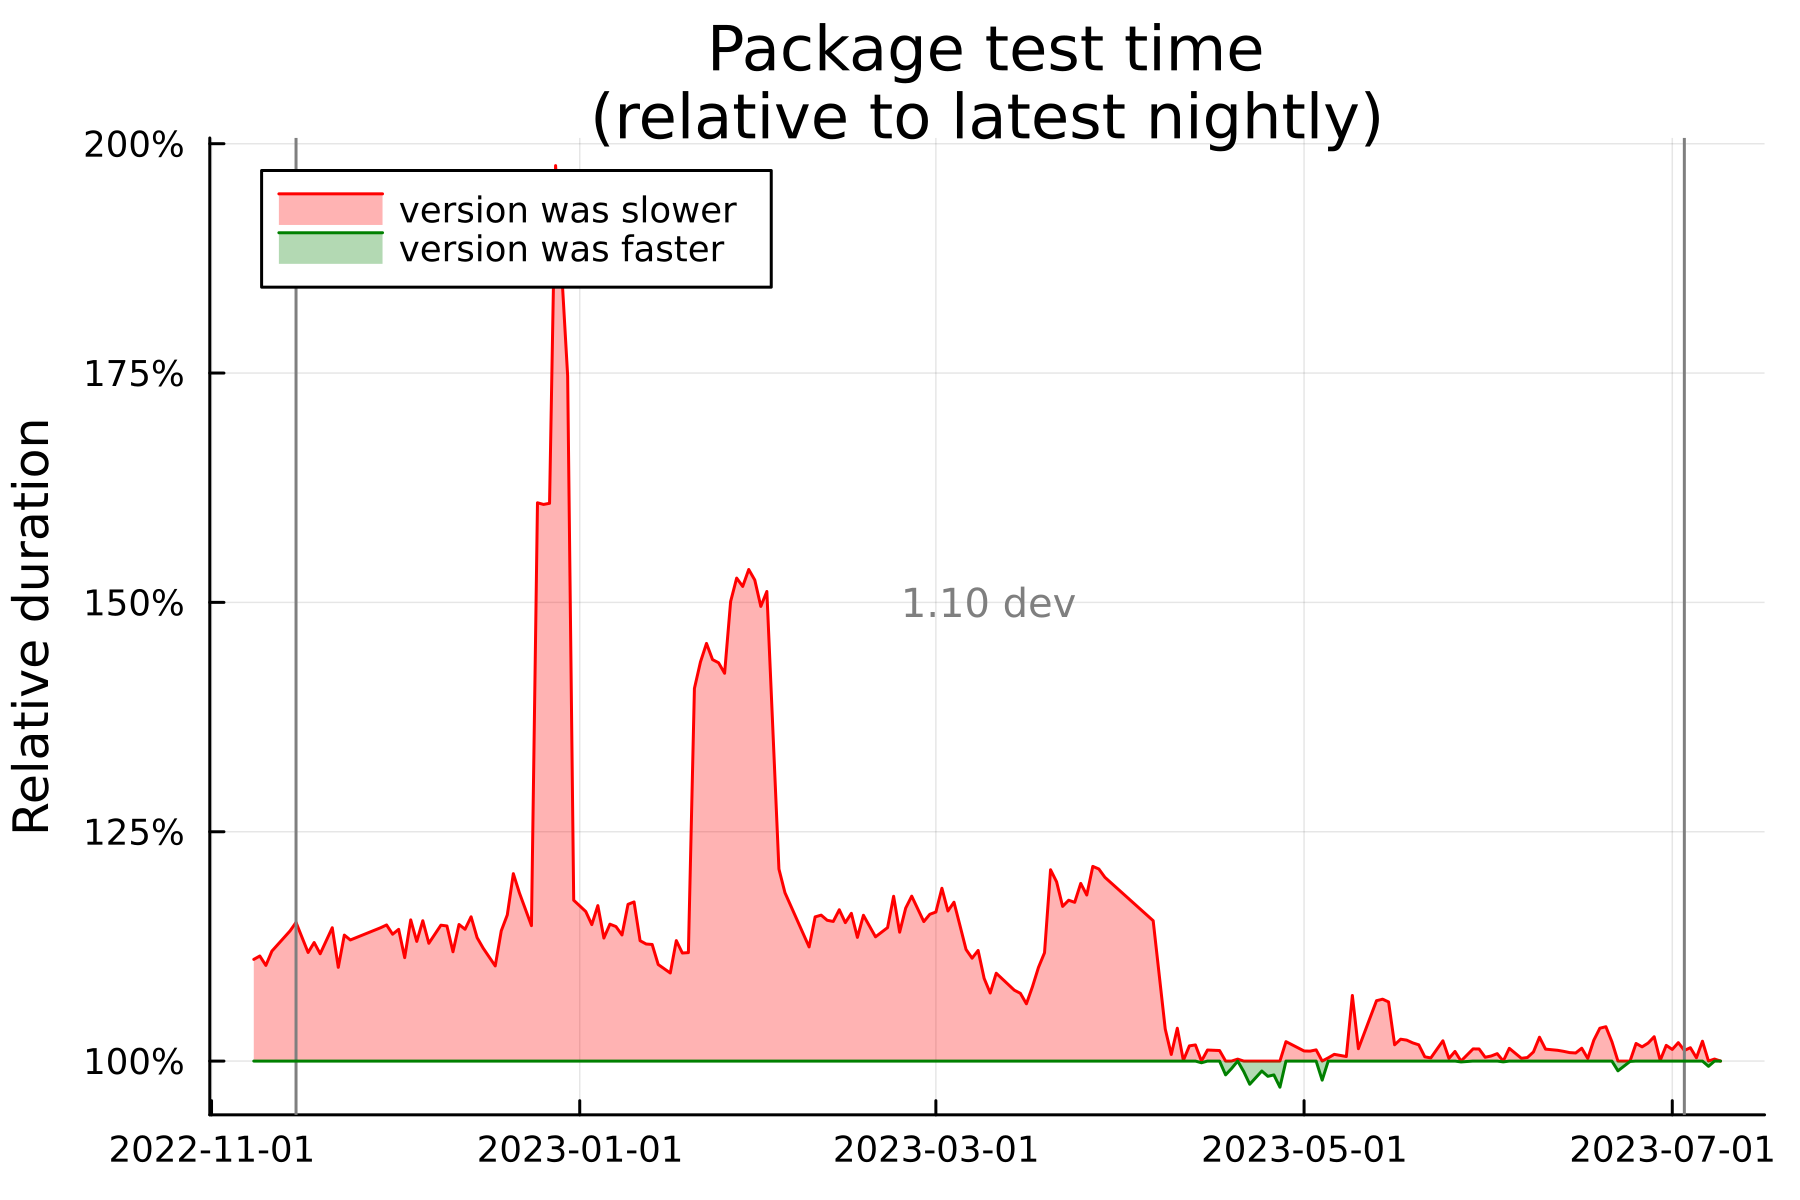 Package test time
(relative to latest nightly)
200%
version was slower
version was faster
175%
150%
1.10 dev
125%
100%
Relative duration
2022-11-01
2023-01-01
2023-03-01
2023-05-01
2023-07-01